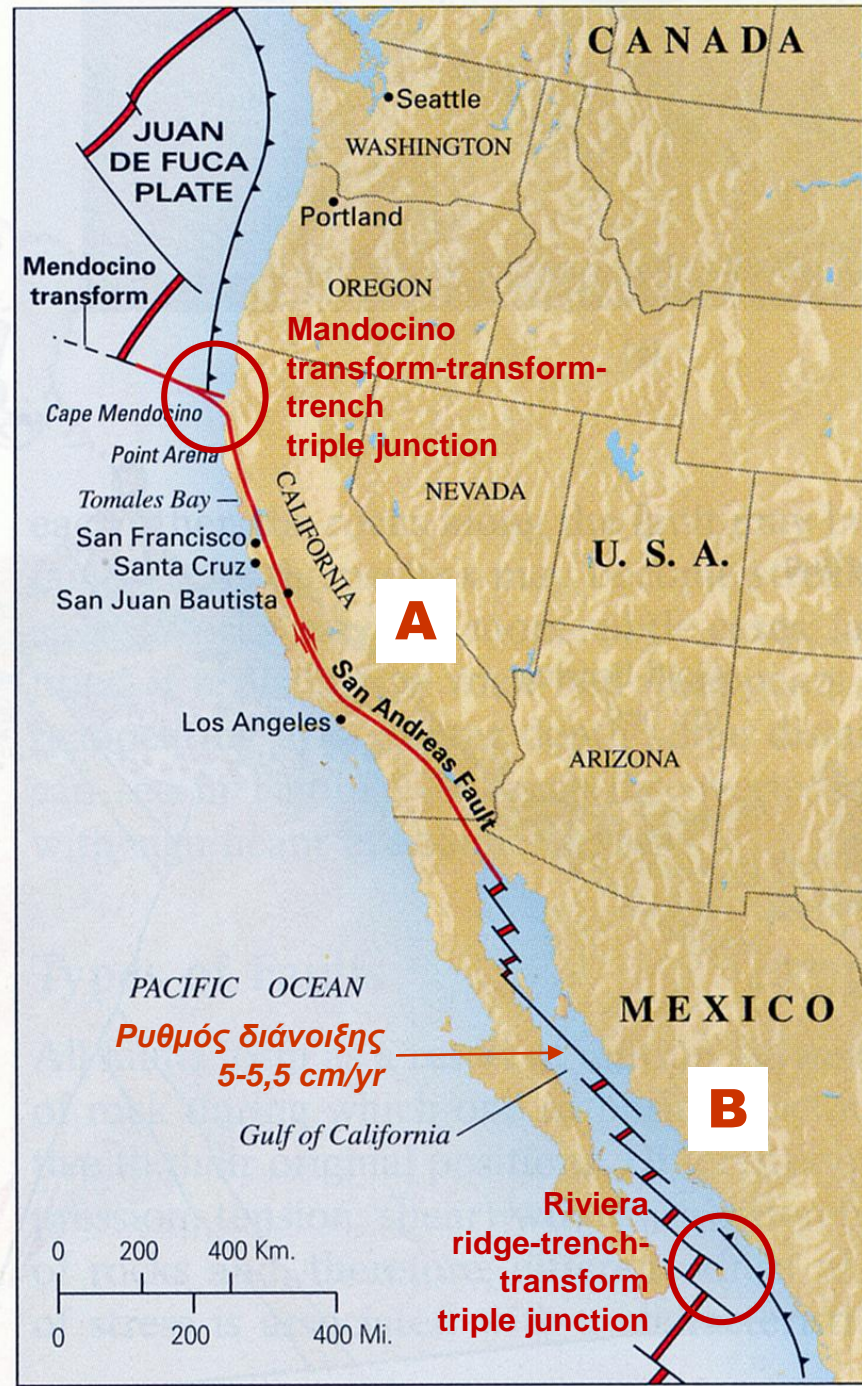 CANADA
Seattle
JUAN
DE FUCA
PLATE
WASHINGTON
Portland
Mendocino
transform
OREGON
Mandocino
transform-transform-
trench
triple junction
Cape Mendocino
Point Arena
NEVADA
Tomales Bay
CALIFORNIA
San Francisco
U. S. A.
Santa Cruz
San Juan Bautista
A
San Andreas Fault
Los Angeles
ARIZONA
PACIFIC OCEAN
MEXICO
Ρυθμός διάνοιξης
5-5,5 cm/yr
B
Gulf of California
Riviera
ridge-trench-
transform
triple junction
0 200 400 Km.
0 200 400 Mi.